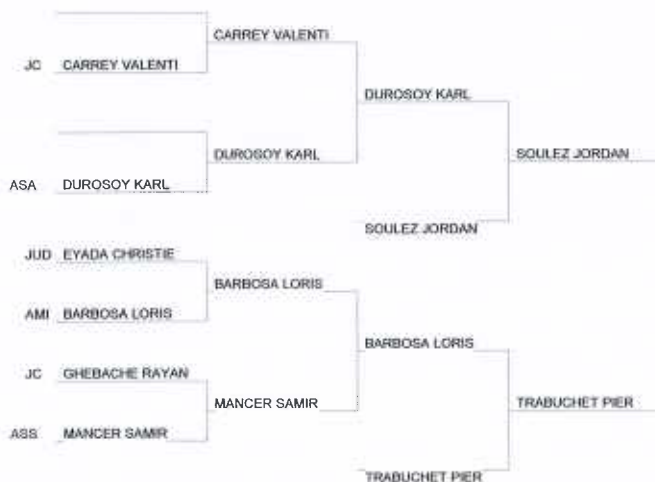 CARREY VALENTI
JC CARREY VALENTI
DUROSOY KARL
DUROSOY KARL
SOULEZ JORDAN
ASA DUROSOY KARL
SOULEZ JORDAN
JUD EYADA CHRISTIE
BARBOSA LORIS
AMI BARBOSA LORIS
BARBOSA LORIS
JC GHEBACHE RAYAN
MANCER SAMIR
TRABUCHET PIER
ASS MANCER SAMIR
TRABUCHET PIER